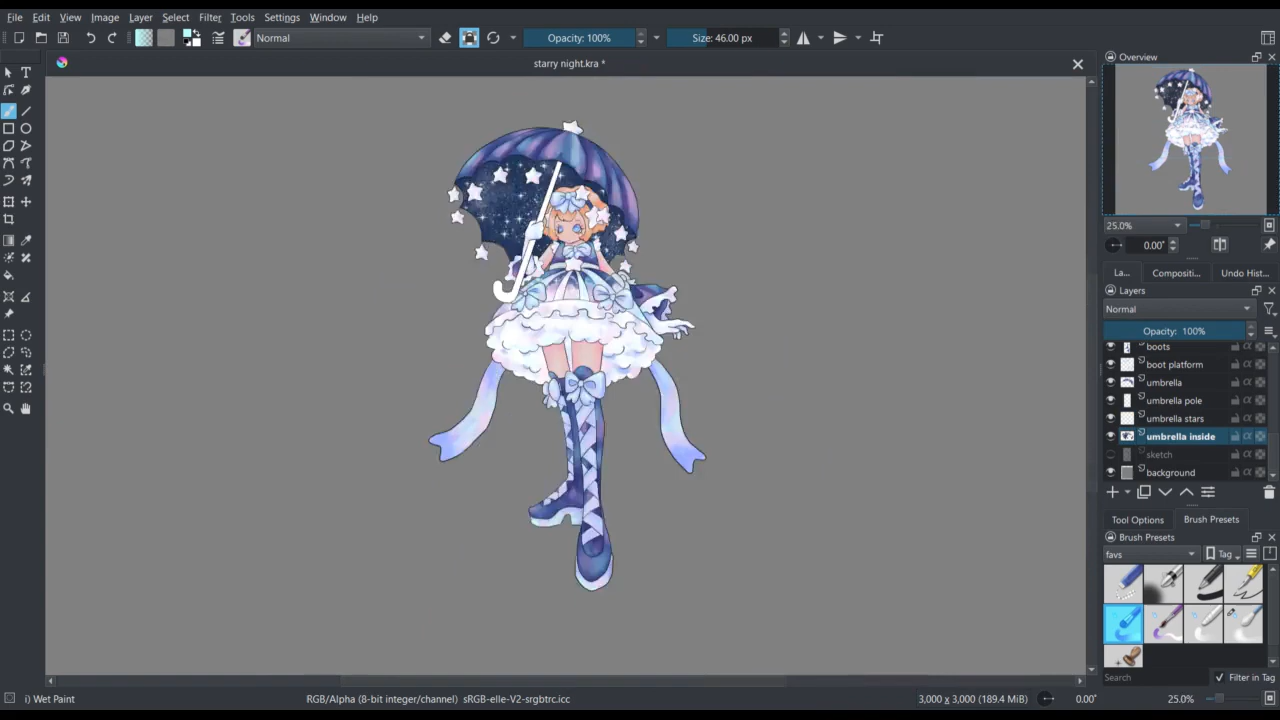 File Edit View Image Layer Select Filter Tools Settings Window Help
Normal Opacity: 100% Size: 46.00 px
starry night.kra *
Overview
25.0% 0.00°
La... Compositi... Undo Hist...
Layers
Normal
Opacity: 100%
boots
boot platform
umbrella
umbrella pole
umbrella stars
umbrella inside
sketch
background
Tool Options Brush Presets
Brush Presets
favs Tag
Search Filter in Tag
i) Wet Paint RGB/Alpha (8-bit integer/channel) sRGB-elle-V2-srgbtrc.icc 3,000 x 3,000 (189.4 MiB) 0.00° 25.0%